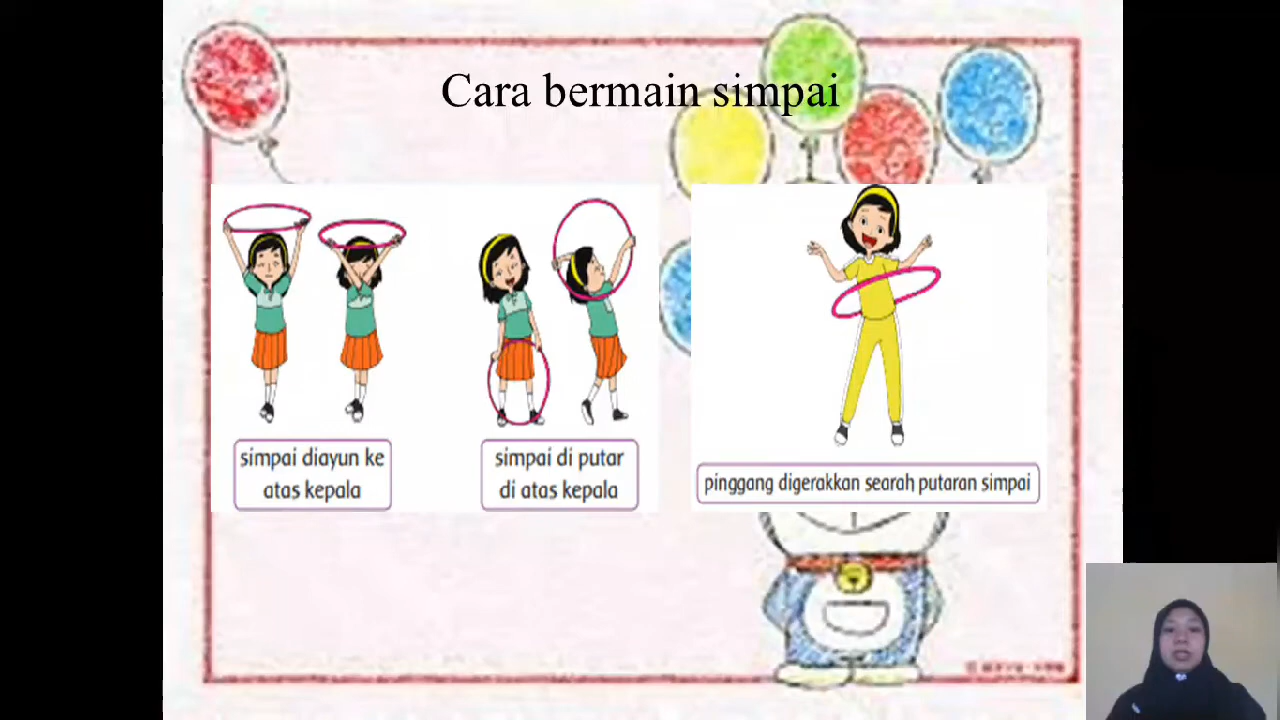 Cara bermain simpai
simpai diayun ke
atas kepala
simpai di putar
di atas kepala
pinggang digerakkan searah putaran simpai